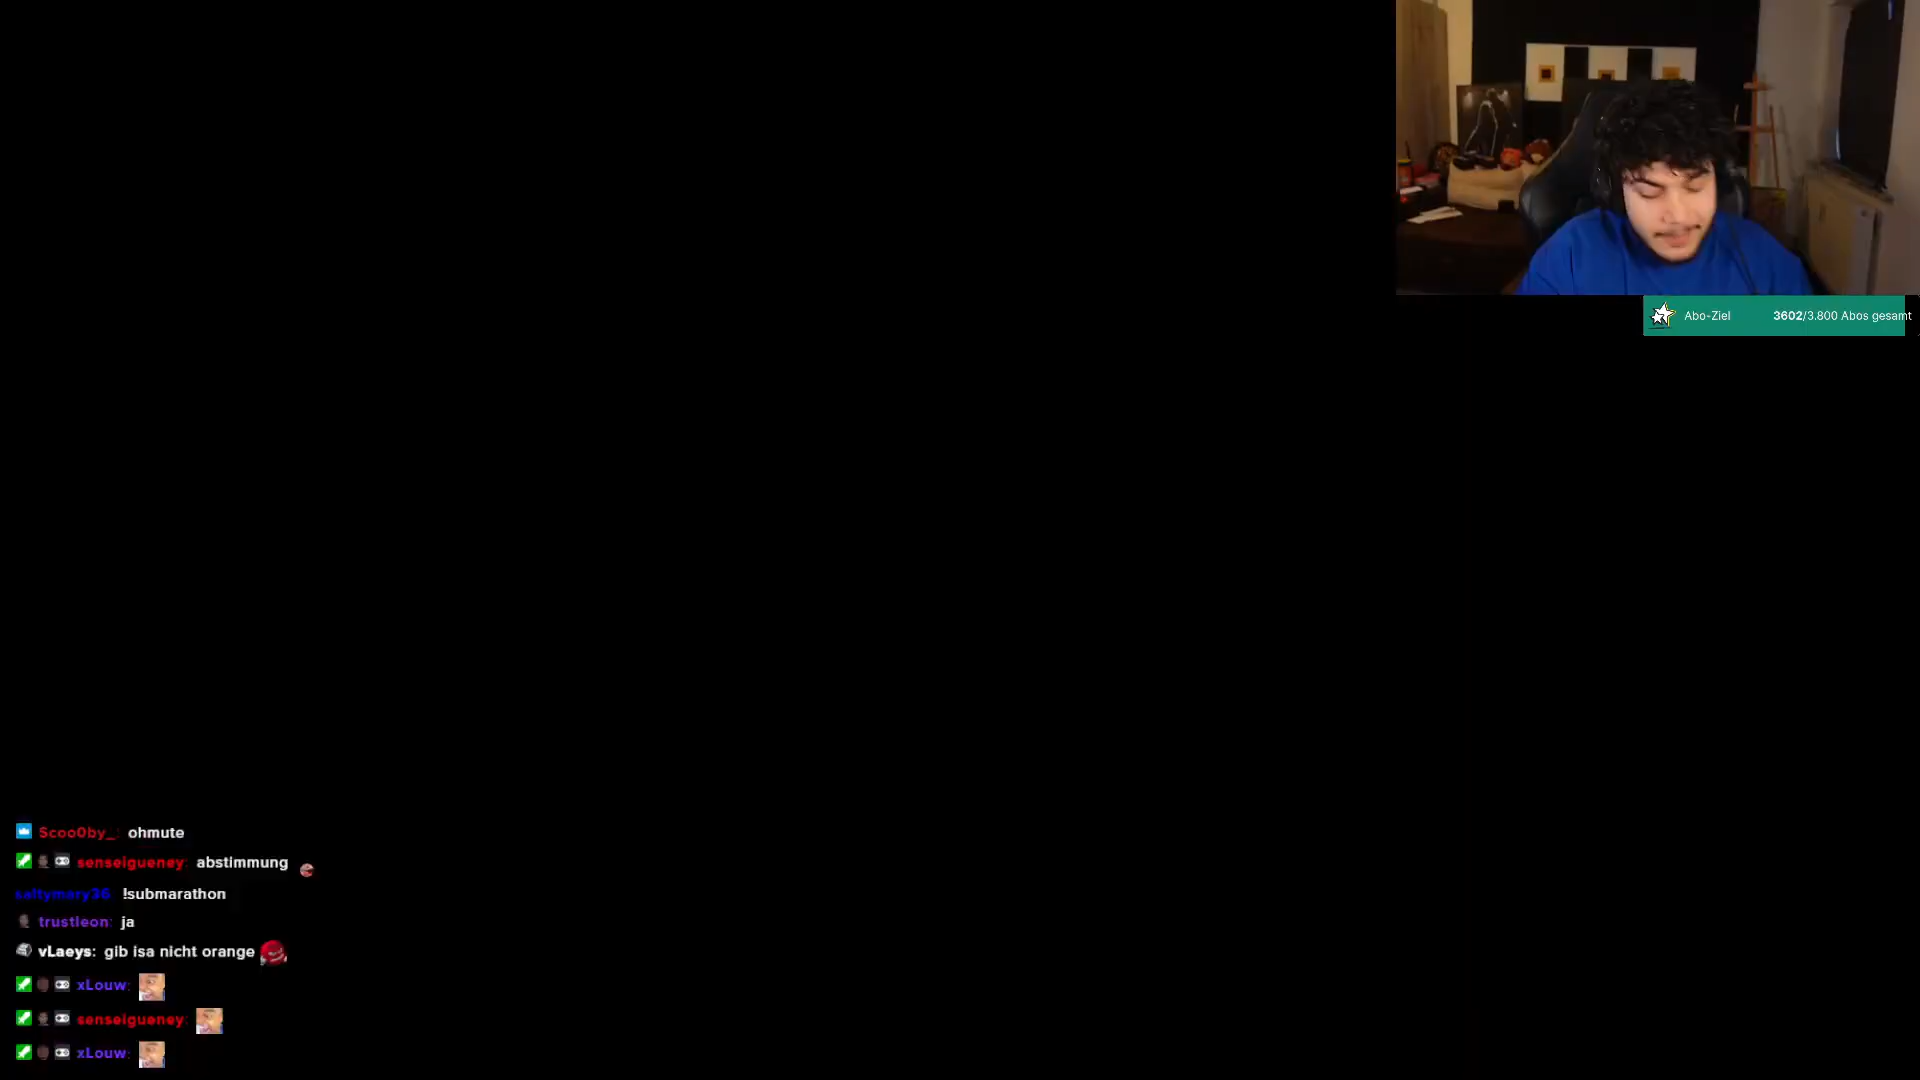 Abo-Ziel 3602/3.800 Abos gesamt
Scoo0by_: ohmute
senseigueney: abstimmung
saltymary36: !submarathon
trustleon: ja
vLaeys: gib isa nicht orange
xLouw:
senseigueney:
xLouw: